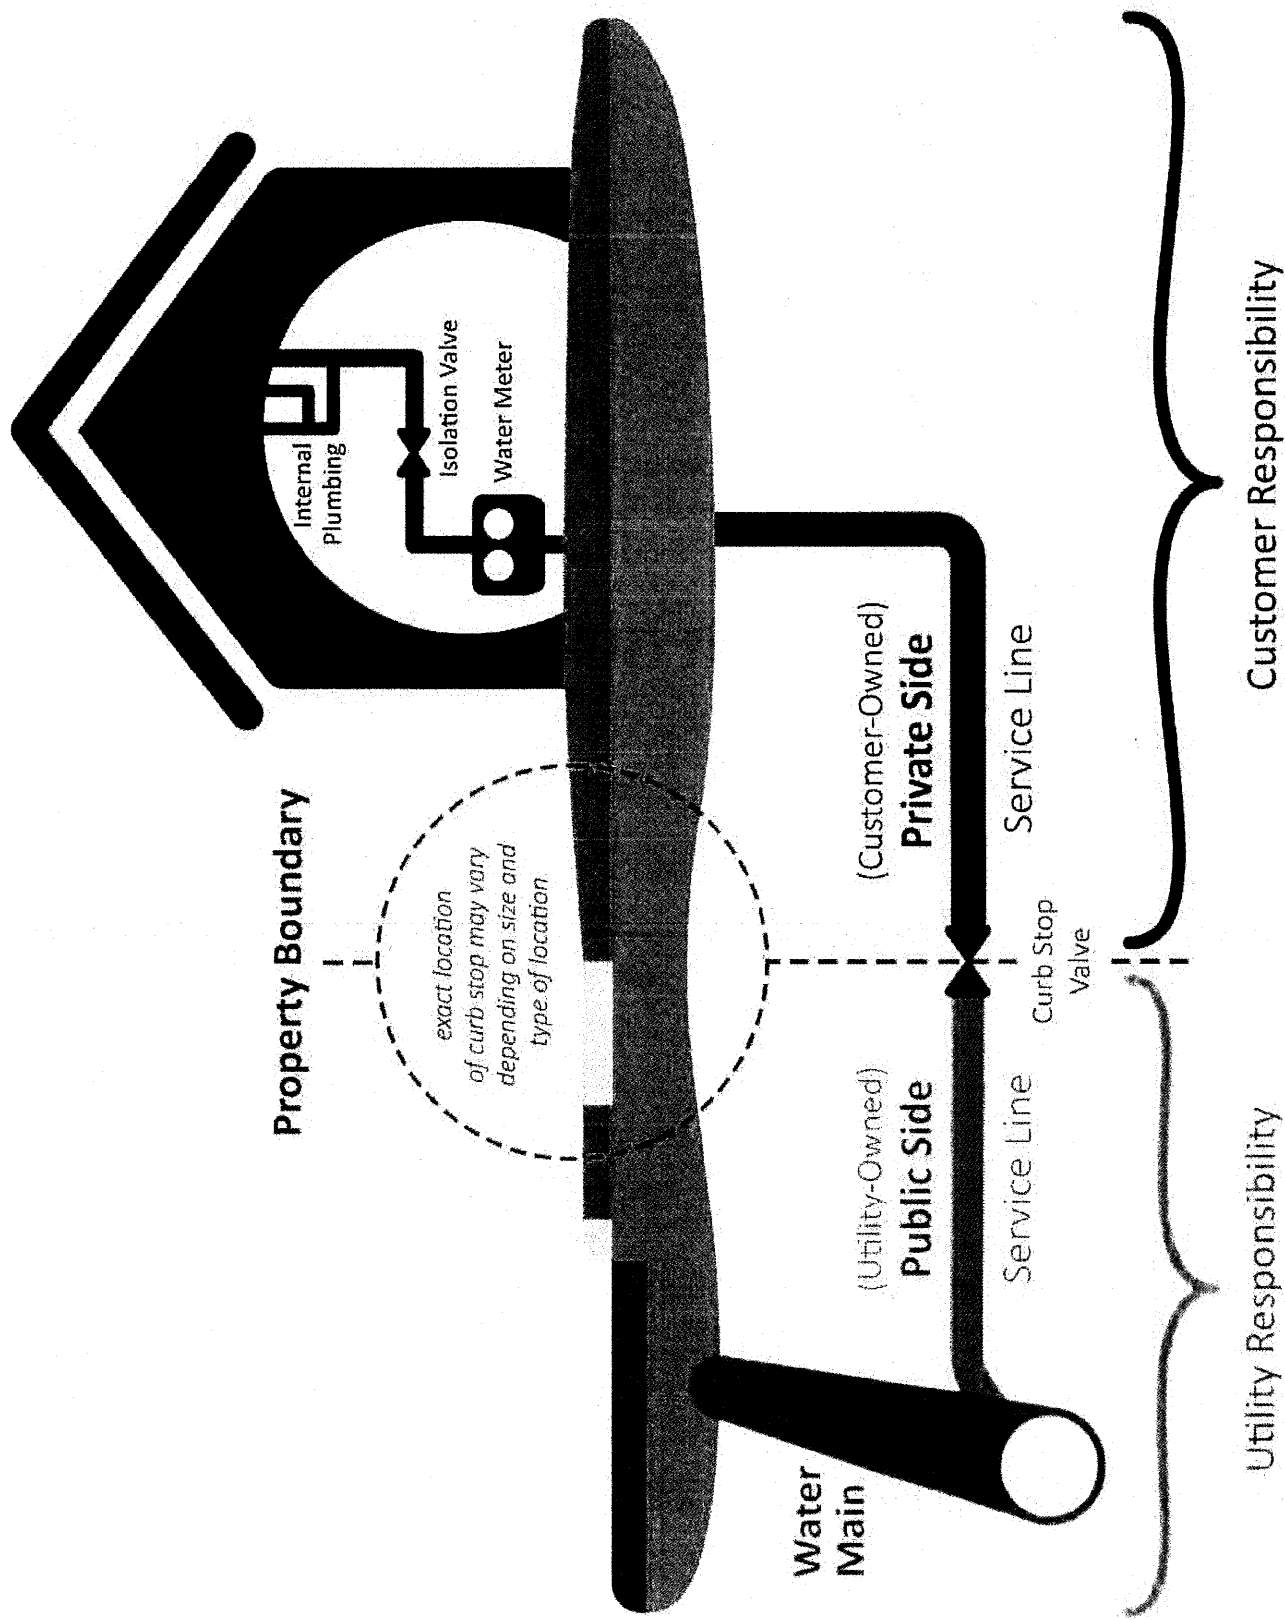 Property Boundary
exact location
of curb stop may vary
depending on size and
type of location
Internal
Plumbing
Isolation Valve
Water Meter
Water
Main
(Utility-Owned)
Public Side
Service Line
(Customer-Owned)
Private Side
Service Line
Curb Stop
Valve
Utility Responsibility
Customer Responsibility